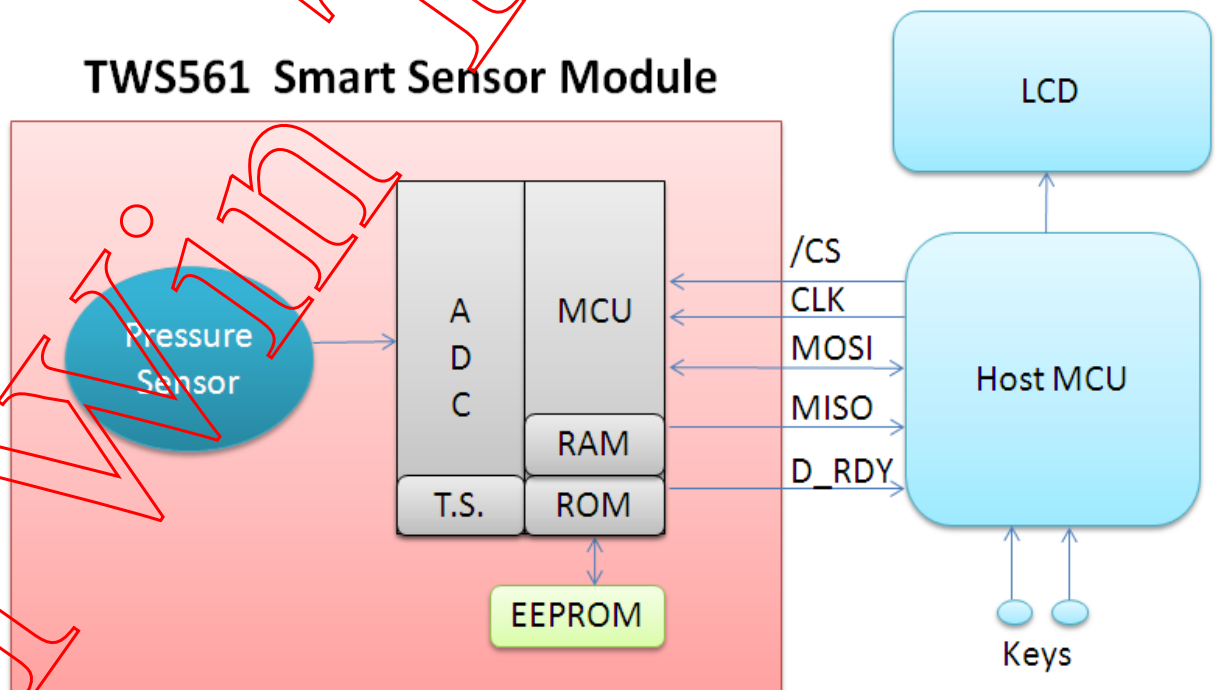 TWS561 Smart Sensor Module
LCD
Pressure
Sensor
A
D
C
MCU
RAM
T.S.
ROM
EEPROM
/CS
CLK
MOSI
MISO
D_RDY
Host MCU
Keys